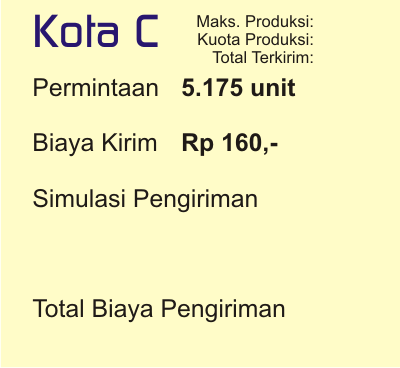 Kota C
Maks. Produksi:
Kuota Produksi:
Total Terkirim:
Permintaan 5.175 unit
Biaya Kirim Rp 160,-
Simulasi Pengiriman
Total Biaya Pengiriman